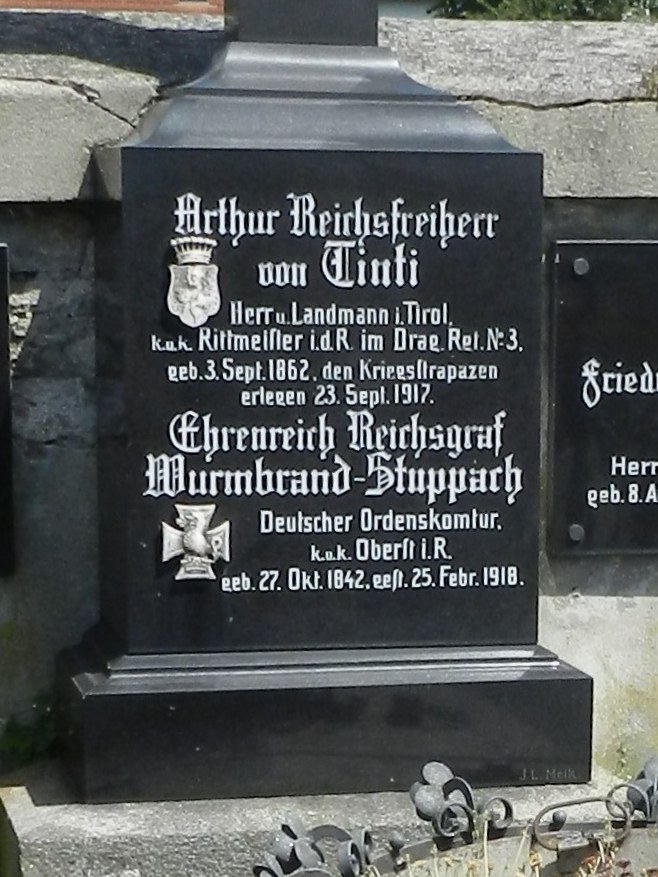 Arthur Reichsfreiherr
von Tinti
Herr u. Landmann i. Tirol,
k.u.k. Rittmeiſter i.d.R. im Drag. Rgt. Nº 3,
geb. 3. Sept. 1862, den Kriegsſtrapazen
erlegen 23. Sept. 1917.
Ehrenreich Reichsgraf
Wurmbrand-Stuppach
Deutscher Ordenskomtur.
k.u.k. Oberſt i.R.
geb. 27. Okt. 1842, geſt. 25. Febr. 1918.
Fried
Herr
geb. 8. A
J.L. Melk